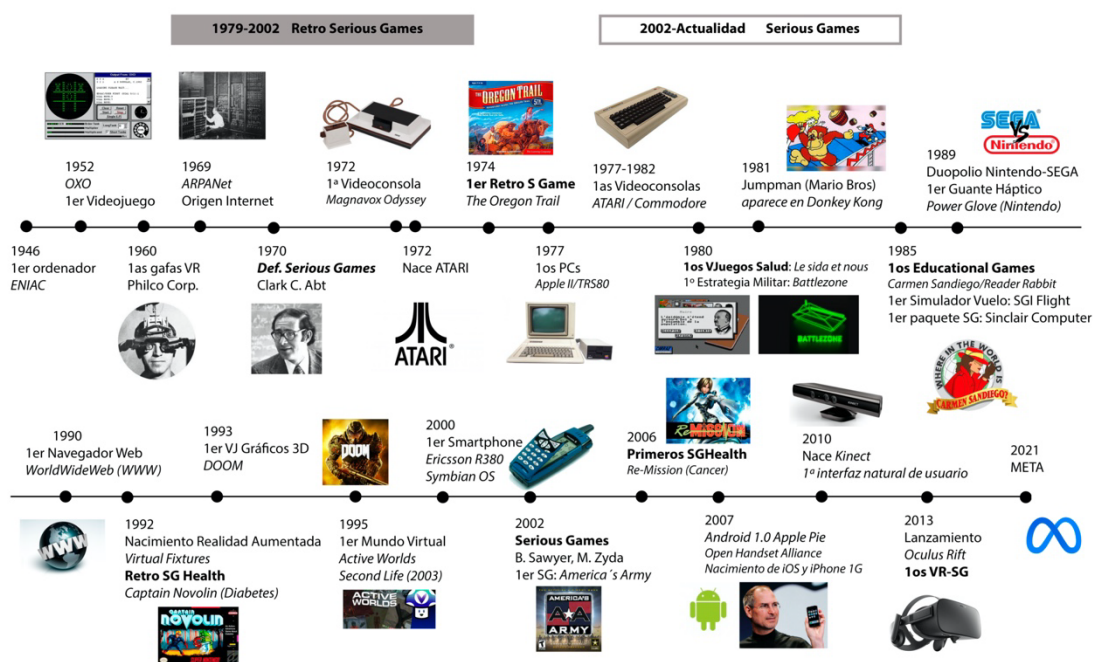 1979-2002 Retro Serious Games
2002-Actualidad Serious Games
1952
OXO
1er Videojuego
1969
ARPANet
Origen Internet
1972
1ª Videoconsola
Magnavox Odyssey
THE
OREGON TRAIL
1974
1er Retro S Game
The Oregon Trail
1977-1982
1as Videoconsolas
ATARI / Commodore
1981
Jumpman (Mario Bros)
aparece en Donkey Kong
SEGA
VS
Nintendo
1989
Duopolio Nintendo-SEGA
1er Guante Háptico
Power Glove (Nintendo)
1946
1er ordenador
ENIAC
1960
1as gafas VR
Philco Corp.
1970
Def. Serious Games
Clark C. Abt
1972
Nace ATARI
ATARI®
1977
1os PCs
Apple II/TRS80
1980
1os VJuegos Salud: Le sida et nous
1º Estrategia Militar: Battlezone
BATTLEZONE
1985
1os Educational Games
Carmen Sandiego/Reader Rabbit
1er Simulador Vuelo: SGI Flight
1er paquete SG: Sinclair Computer
WHERE IN THE WORLD IS
CARMEN SANDIEGO?
1990
1er Navegador Web
WorldWideWeb (WWW)
1993
1er VJ Gráficos 3D
DOOM
DOOM
2000
1er Smartphone
Ericsson R380
Symbian OS
Re-Mission
2006
Primeros SGHealth
Re-Mission (Cancer)
2010
Nace Kinect
1ª interfaz natural de usuario
2021
META
WWW
1992
Nacimiento Realidad Aumentada
Virtual Fixtures
Retro SG Health
Captain Novolin (Diabetes)
CAPTAIN
NOVOLIN
1995
1er Mundo Virtual
Active Worlds
Second Life (2003)
ACTIVE
WORLDS
2002
Serious Games
B. Sawyer, M. Zyda
1er SG: America´s Army
AMERICA'S
ARMY
2007
Android 1.0 Apple Pie
Open Handset Alliance
Nacimiento de iOS y iPhone 1G
2013
Lanzamiento
Oculus Rift
1os VR-SG